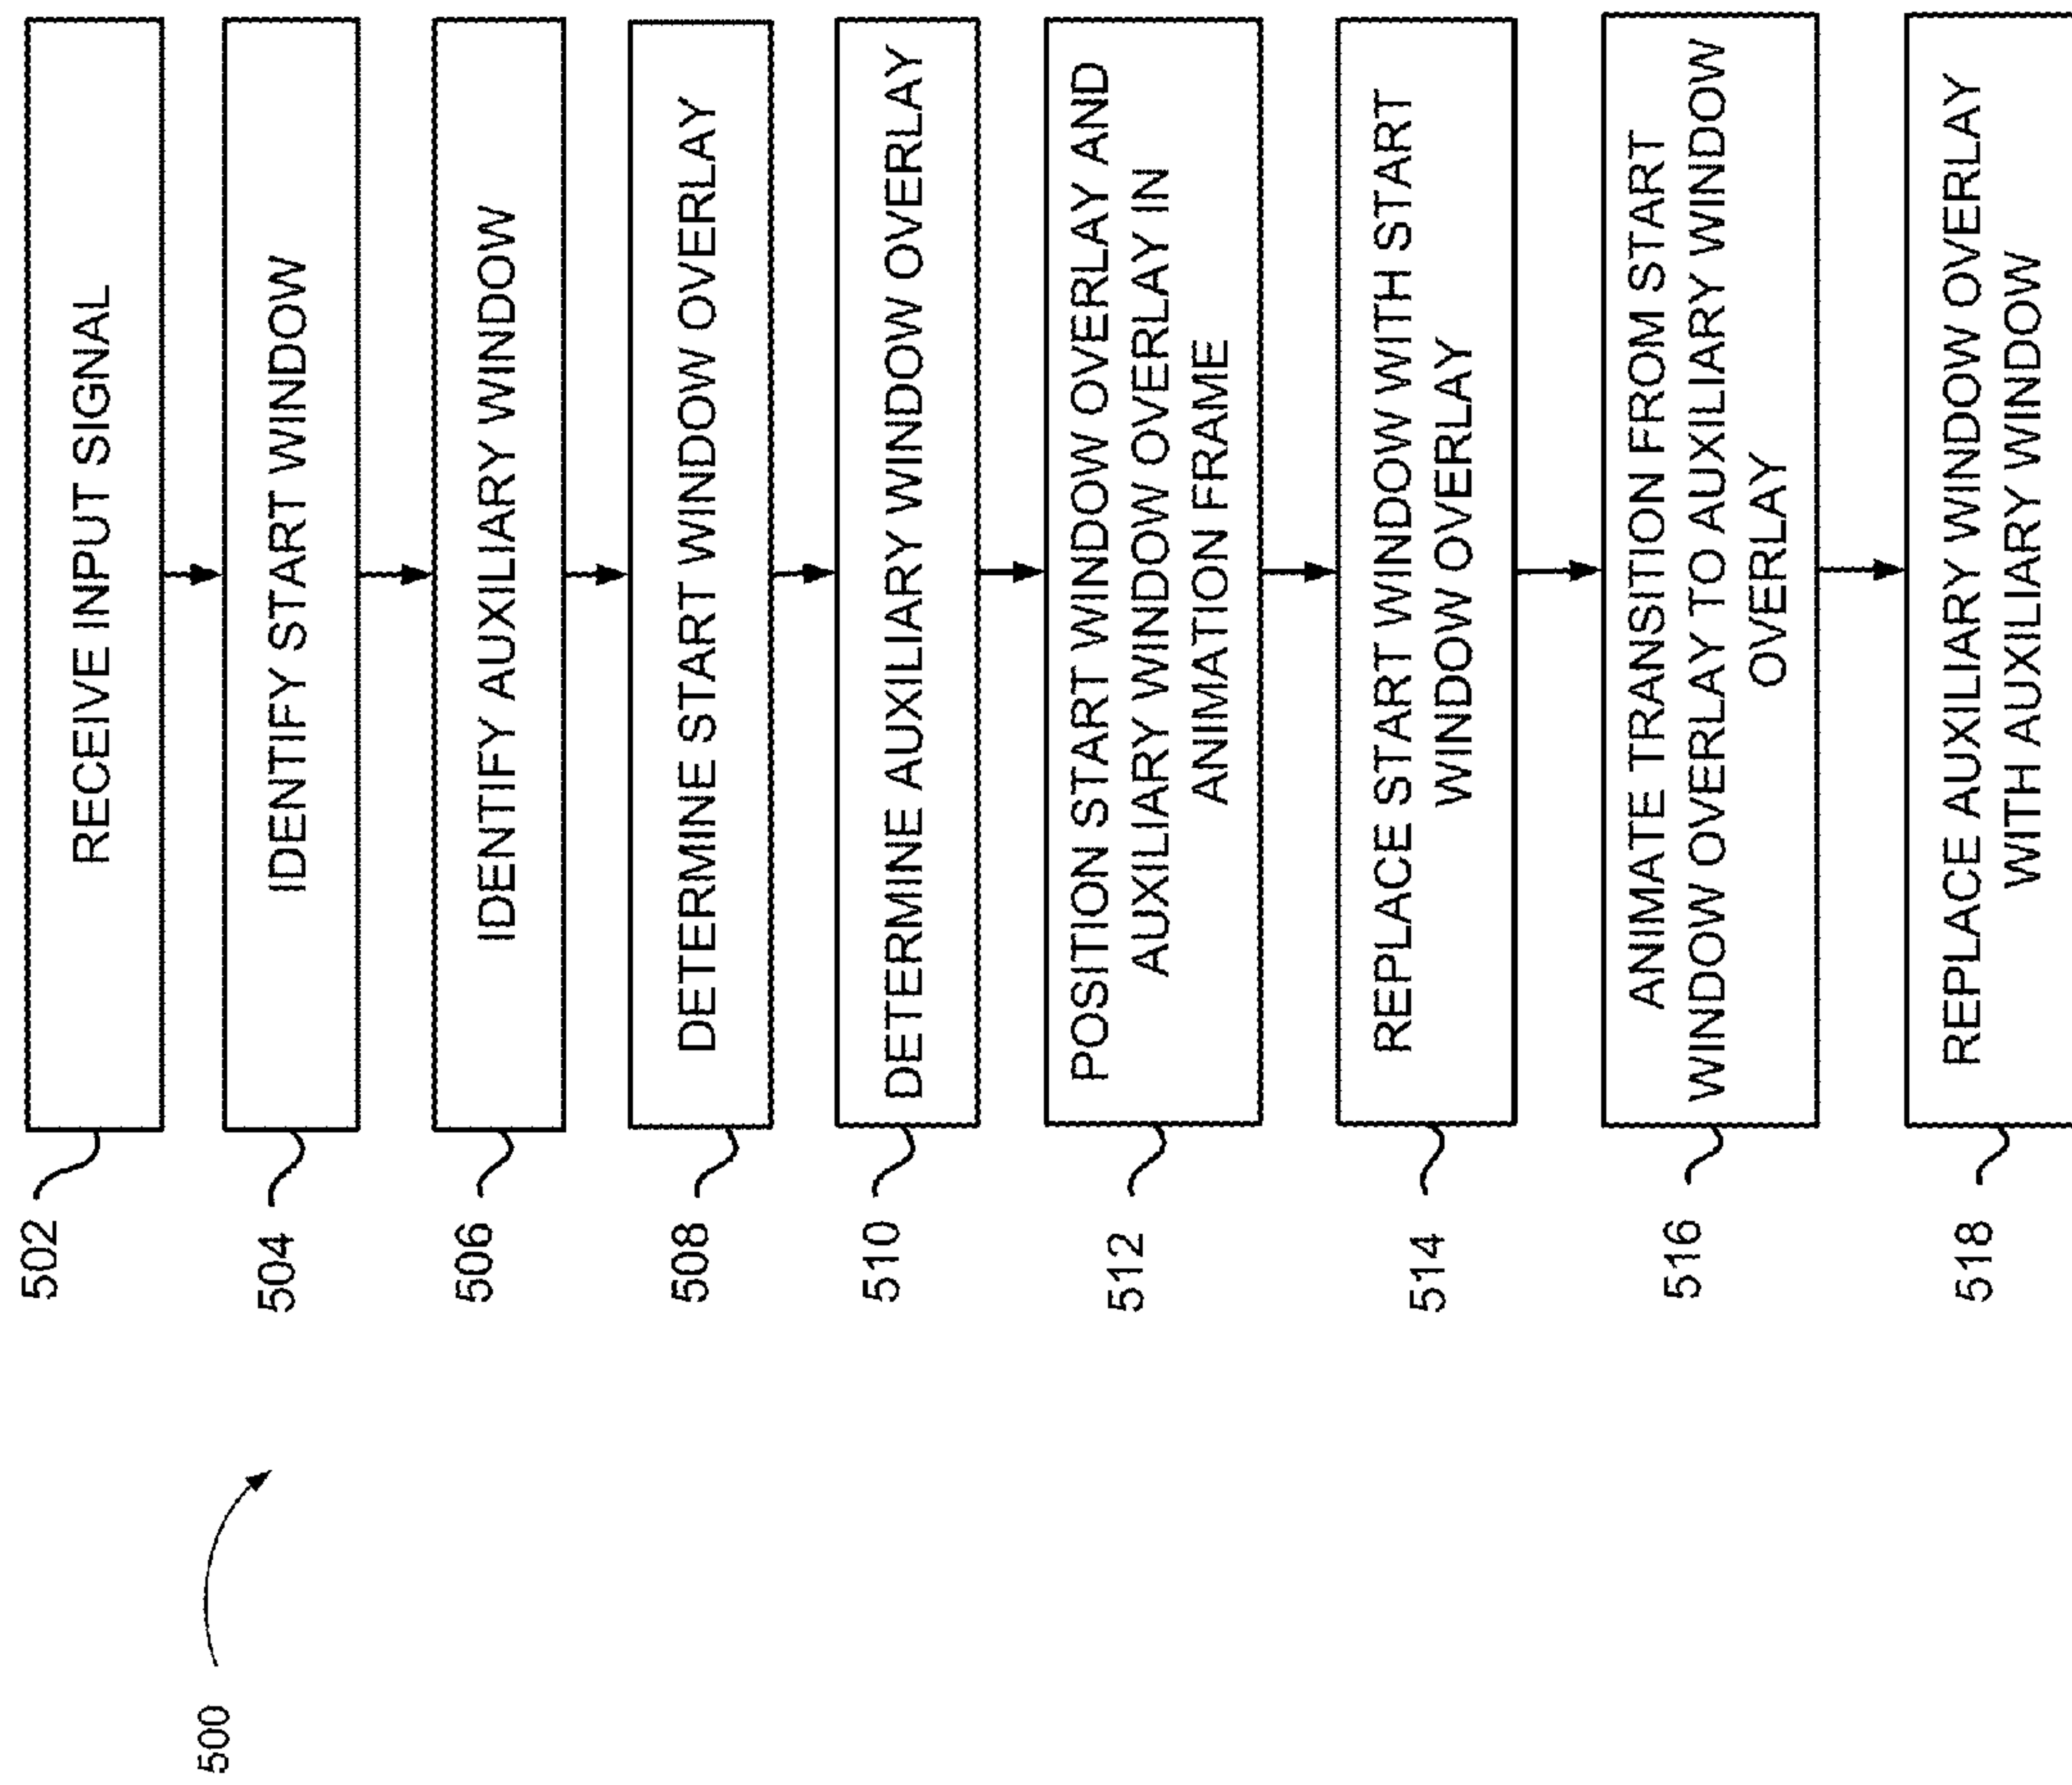 500
502
RECEIVE INPUT SIGNAL
504
IDENTIFY START WINDOW
506
IDENTIFY AUXILIARY WINDOW
508
DETERMINE START WINDOW OVERLAY
510
DETERMINE AUXILIARY WINDOW OVERLAY
512
POSITION START WINDOW OVERLAY AND
AUXILIARY WINDOW OVERLAY IN
ANIMATION FRAME
514
REPLACE START WINDOW WITH START
WINDOW OVERLAY
516
ANIMATE TRANSITION FROM START
WINDOW OVERLAY TO AUXILIARY WINDOW
OVERLAY
518
REPLACE AUXILIARY WINDOW OVERLAY
WITH AUXILIARY WINDOW